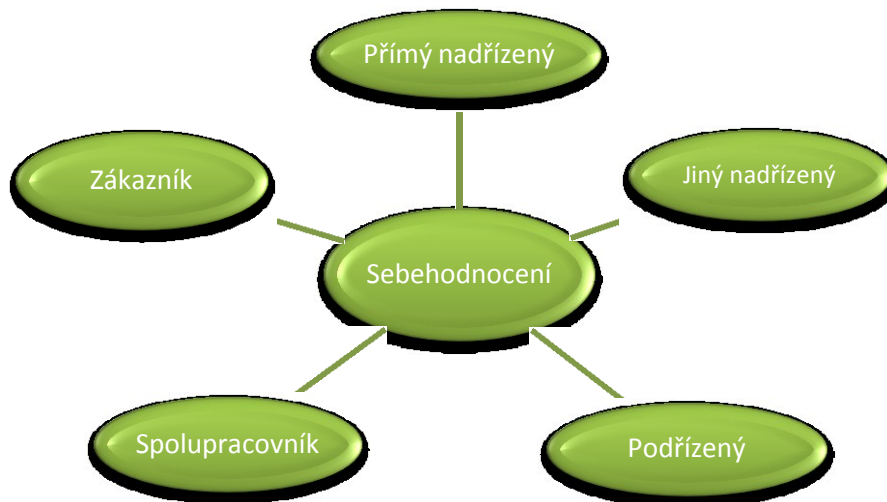 Přímý nadřízený
Zákazník
Jiný nadřízený
Sebehodnocení
Spolupracovník
Podřízený